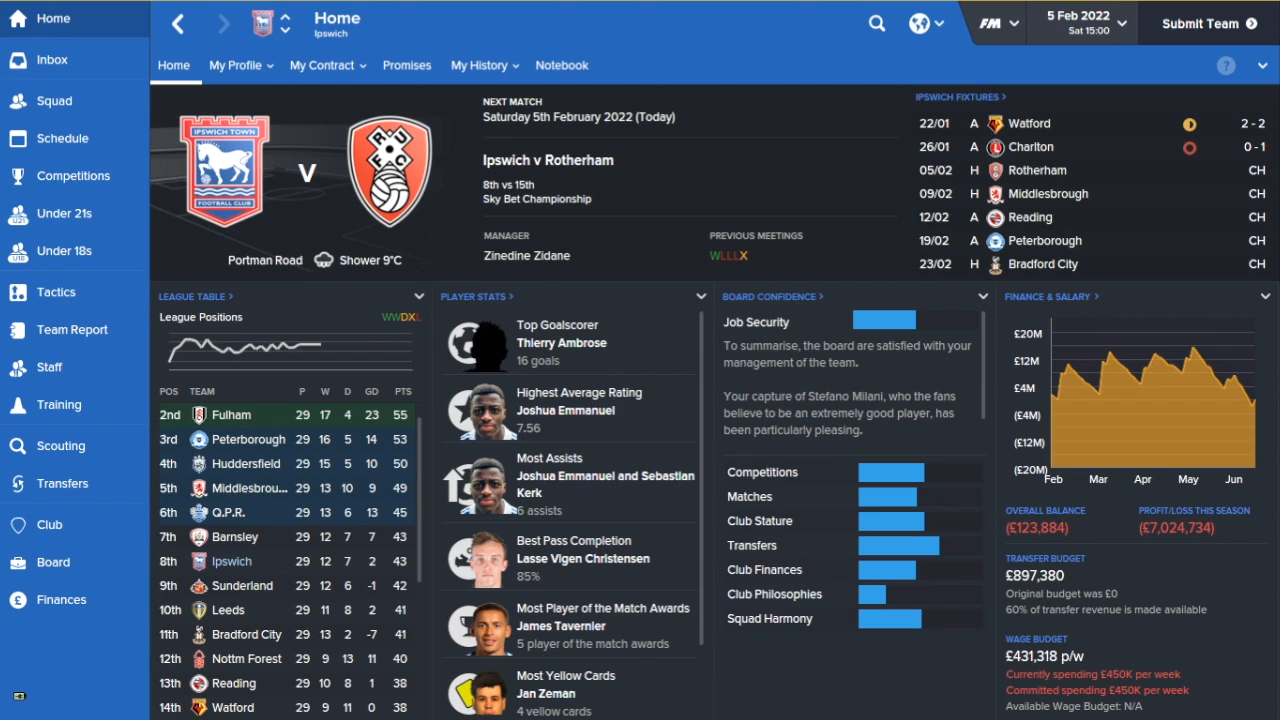 Home
Inbox
Squad
Schedule
Competitions
Under 21s
Under 18s
Tactics
Team Report
Staff
Training
Scouting
Transfers
Club
Board
Finances
Home
Ipswich
FM
5 Feb 2022
Sat 15:00
Submit Team
Home My Profile My Contract Promises My History Notebook
?
IPSWICH TOWN
FOOTBALL CLUB
V
R.U
F.C
Portman Road Shower 9°C
NEXT MATCH
Saturday 5th February 2022 (Today)
Ipswich v Rotherham
8th vs 15th
Sky Bet Championship
MANAGER PREVIOUS MEETINGS
Zinedine Zidane WLLLX
IPSWICH FIXTURES >
22/01 A Watford 2 - 2
26/01 A Charlton 0 - 1
05/02 H Rotherham CH
09/02 H Middlesbrough CH
12/02 A Reading CH
19/02 A Peterborough CH
23/02 H Bradford City CH
LEAGUE TABLE >
League Positions WWDXL
POS TEAM P W D GD PTS
2nd Fulham 29 17 4 23 55
3rd Peterborough 29 16 5 14 53
4th Huddersfield 29 15 5 10 50
5th Middlesbrou... 29 13 10 9 49
6th Q.P.R. 29 13 6 13 45
7th Barnsley 29 12 7 7 43
8th Ipswich 29 12 7 2 43
9th Sunderland 29 12 6 -1 42
10th Leeds 29 11 8 2 41
11th Bradford City 29 13 2 -7 41
12th Nottm Forest 29 9 13 11 40
13th Reading 29 10 8 1 38
14th Watford 29 9 11 0 38
PLAYER STATS >
Top Goalscorer
Thierry Ambrose
16 goals
Highest Average Rating
Joshua Emmanuel
7.56
Most Assists
Joshua Emmanuel and Sebastian
Kerk
6 assists
Best Pass Completion
Lasse Vigen Christensen
85%
Most Player of the Match Awards
James Tavernier
5 player of the match awards
Most Yellow Cards
Jan Zeman
4 yellow cards
BOARD CONFIDENCE >
Job Security
To summarise, the board are satisfied with your
management of the team.
Your capture of Stefano Milani, who the fans
believe to be an extremely good player, has
been particularly pleasing.
Competitions
Matches
Club Stature
Transfers
Club Finances
Club Philosophies
Squad Harmony
FINANCE & SALARY >
£20M
£12M
£4M
(£4M)
(£12M)
(£20M)
Feb Mar Apr May Jun
OVERALL BALANCE PROFIT/LOSS THIS SEASON
(£123,884) (£7,024,734)
TRANSFER BUDGET
£897,380
Original budget was £0
60% of transfer revenue is made available
WAGE BUDGET
£431,318 p/w
Currently spending £450K per week
Committed spending £450K per week
Available Wage Budget: N/A